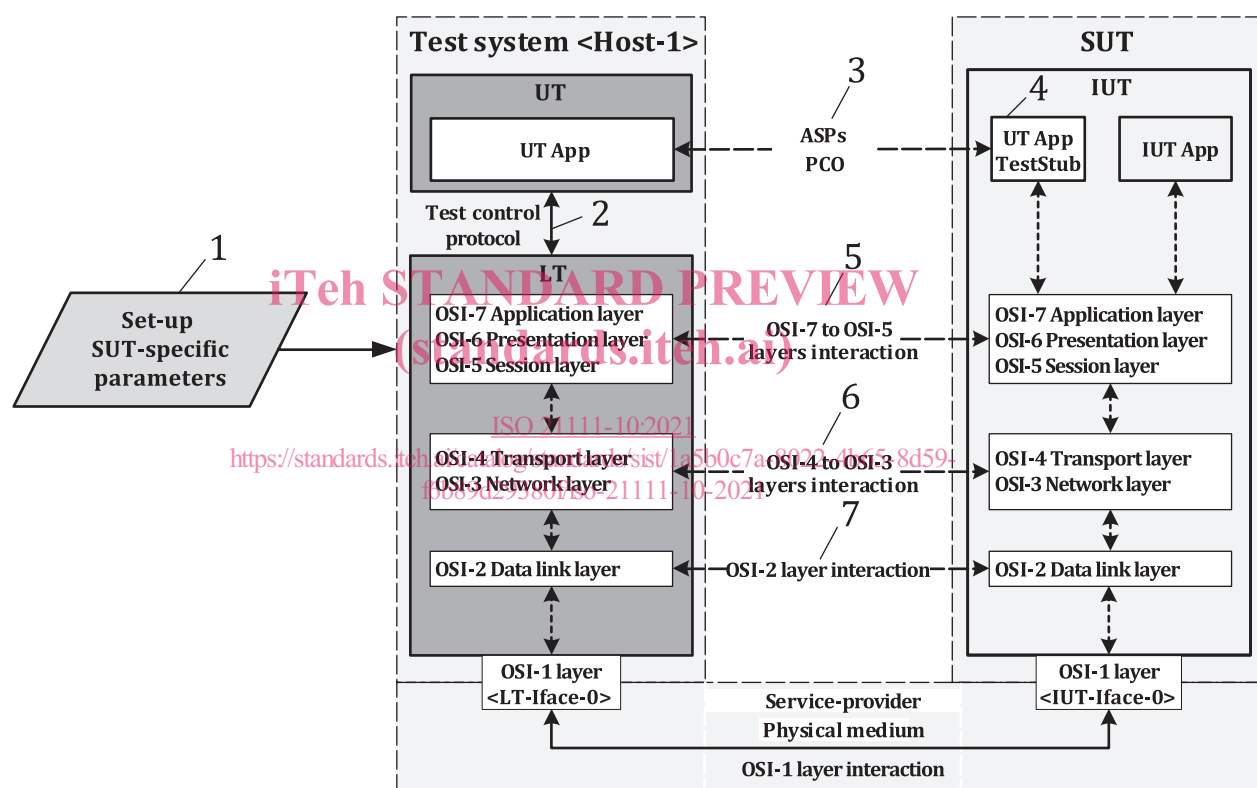 Test system <Host-1>
SUT
UT
UT App
3
ASPs
PCO
IUT
4
UT App
TestStub
IUT App
Test control
protocol
2
1
Set-up
SUT-specific
parameters
iTeh STANDARD PREVIEW
(standards.iteh.ai)
LT
OSI-7 Application layer
OSI-6 Presentation layer
OSI-5 Session layer
5
OSI-7 to OSI-5
layers interaction
OSI-7 Application layer
OSI-6 Presentation layer
OSI-5 Session layer
ISO 21111-10:2021
OSI-4 Transport layer
OSI-3 Network layer
6
OSI-4 to OSI-3
layers interaction
OSI-4 Transport layer
OSI-3 Network layer
OSI-2 Data link layer
7
OSI-2 layer interaction
OSI-2 Data link layer
OSI-1 layer
<LT-Iface-0>
Service-provider
Physical medium
OSI-1 layer interaction
OSI-1 layer
<IUT-Iface-0>